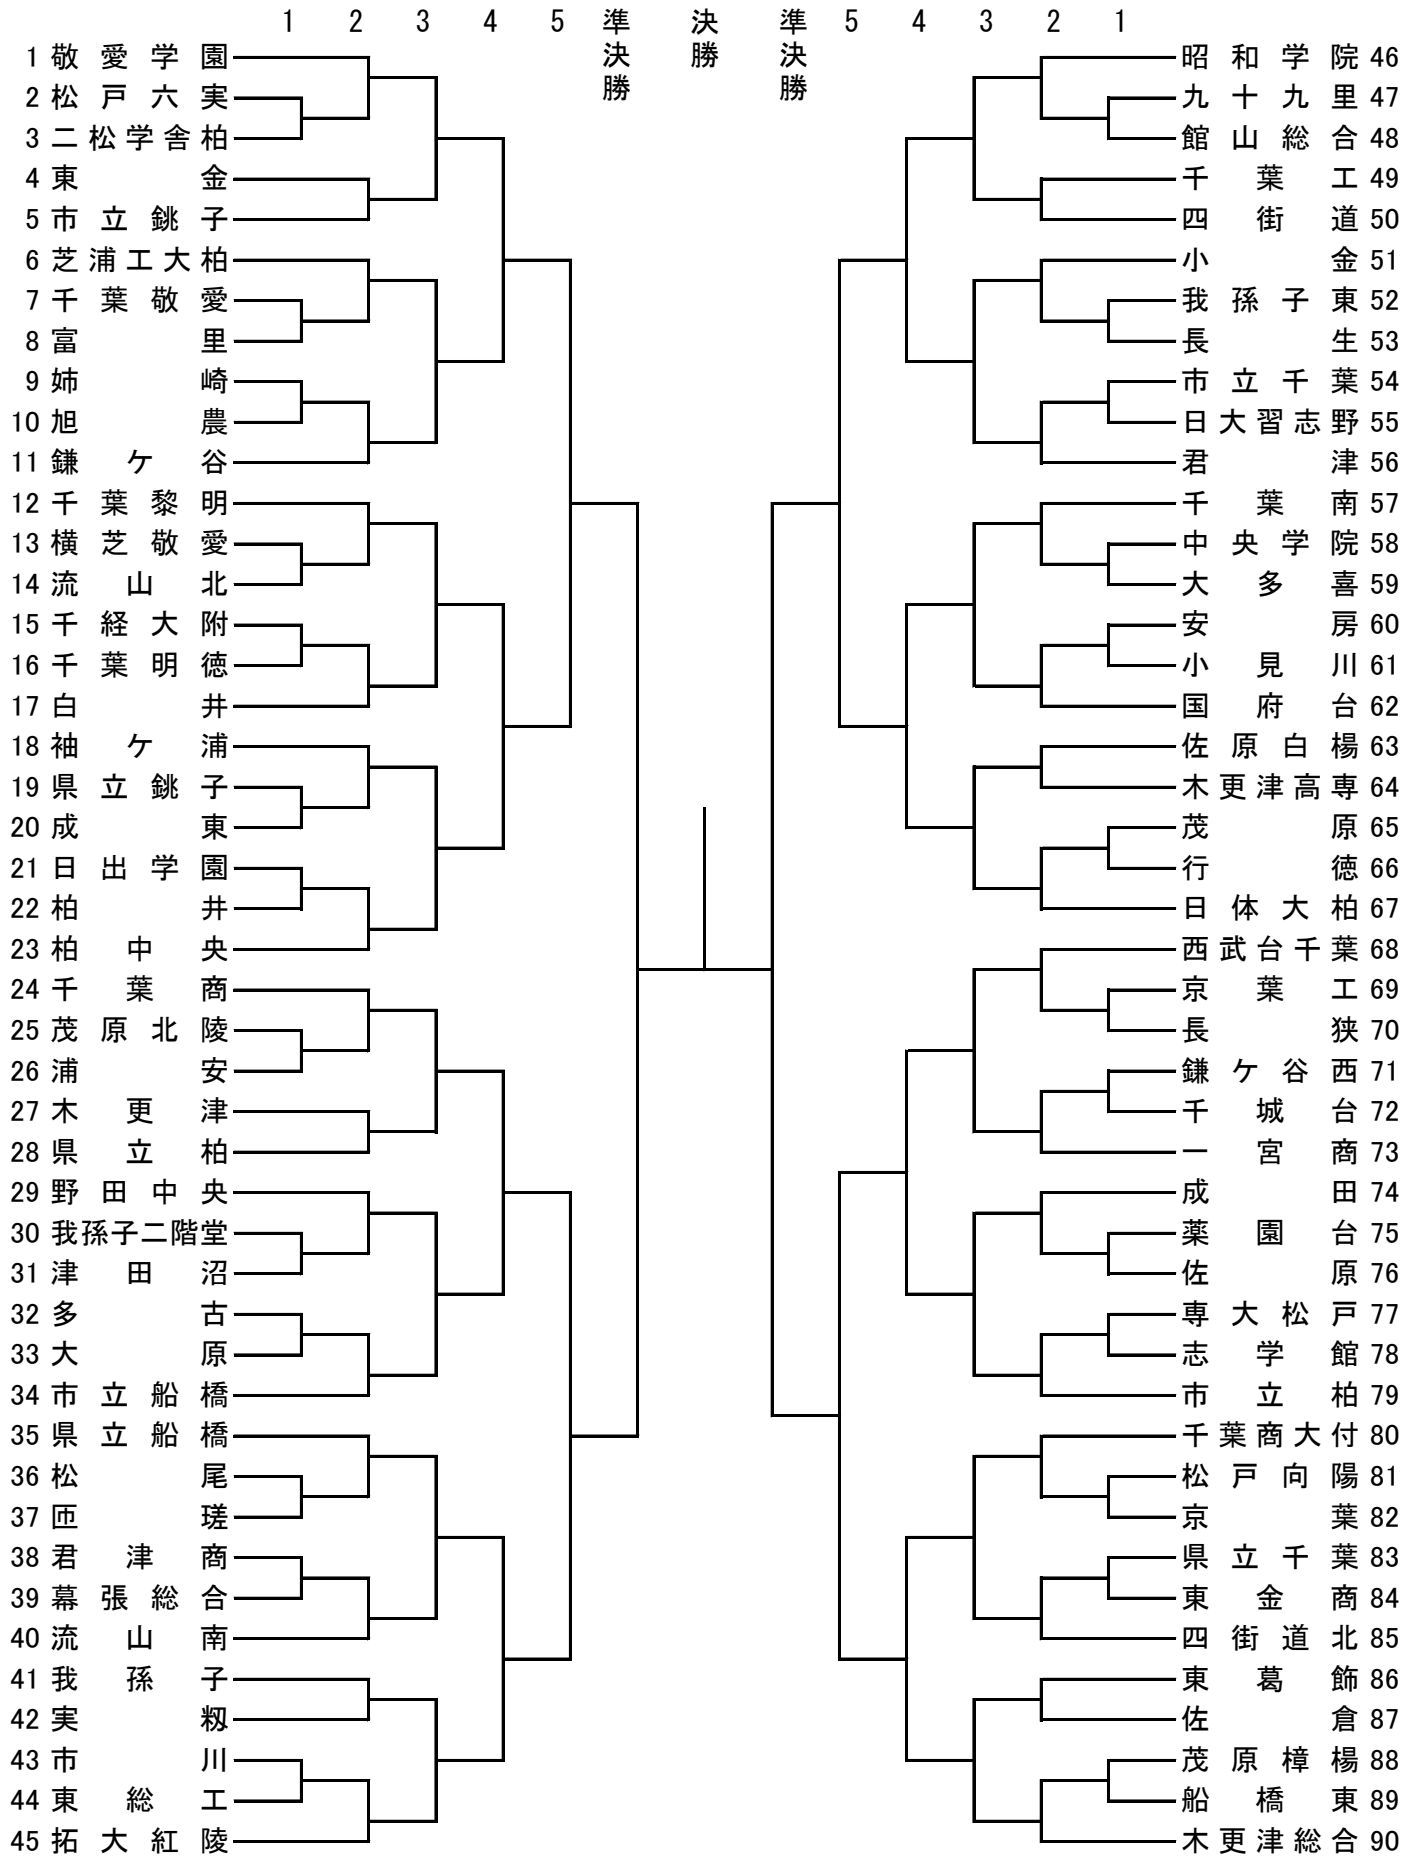 1 2 3 4 5 準決勝 決勝 準決勝 5 4 3 2 1
1 敬愛学園
2 松戸六実
3 二松学舎柏
4 東金
5 市立銚子
6 芝浦工大柏
7 千葉敬愛
8 富里
9 姉崎
10 旭農
11 鎌ケ谷
12 千葉黎明
13 横芝敬愛
14 流山北
15 千経大附
16 千葉明徳
17 白井
18 袖ケ浦
19 県立銚子
20 成東
21 日出学園
22 柏井
23 柏中央
24 千葉商
25 茂原北陵
26 浦安
27 木更津
28 県立柏
29 野田中央
30 我孫子二階堂
31 津田沼
32 多古
33 大原
34 市立船橋
35 県立船橋
36 松尾
37 匝瑳
38 君津商
39 幕張総合
40 流山南
41 我孫子
42 実籾
43 市川
44 東総工
45 拓大紅陵
昭和学院 46
九十九里 47
館山総合 48
千葉工 49
四街道 50
小金 51
我孫子東 52
長生 53
市立千葉 54
日大習志野 55
君津 56
千葉南 57
中央学院 58
大多喜 59
安房 60
小見川 61
国府台 62
佐原白楊 63
木更津高専 64
茂原 65
行徳 66
日体大柏 67
西武台千葉 68
京葉工 69
長狭 70
鎌ケ谷西 71
千城台 72
一宮商 73
成田 74
薬園台 75
佐原 76
専大松戸 77
志学館 78
市立柏 79
千葉商大付 80
松戸向陽 81
京葉 82
県立千葉 83
東金商 84
四街道北 85
東葛飾 86
佐倉 87
茂原樟陽 88
船橋東 89
木更津総合 90